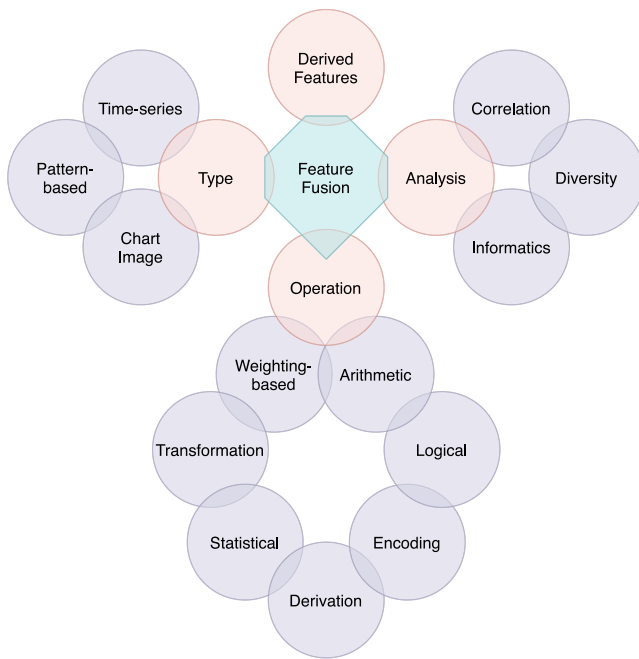 Derived
Features
Time-series
Correlation
Pattern-
based
Type
Feature
Fusion
Analysis
Diversity
Chart
Image
Informatics
Operation
Weighting-
based
Arithmetic
Transformation
Logical
Statistical
Encoding
Derivation